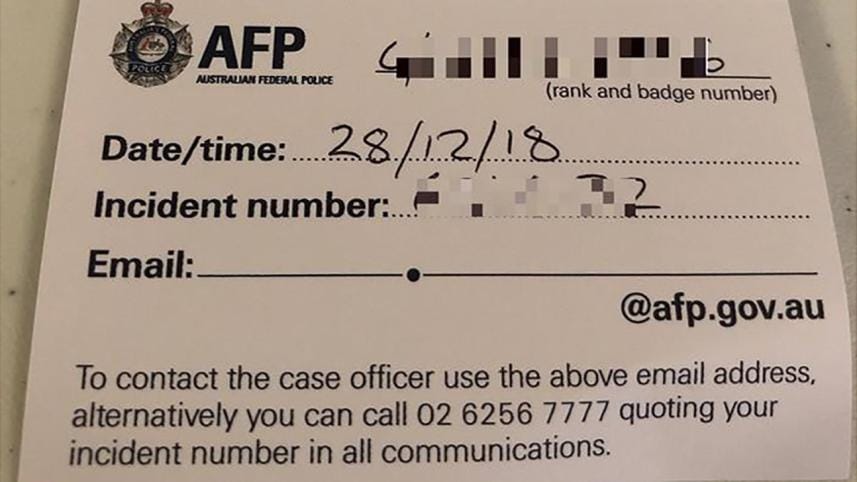 AFP
AUSTRALIAN FEDERAL POLICE
POLICE
(rank and badge number)
Date/time: 28/12/18
Incident number:
Email:
@afp.gov.au
To contact the case officer use the above email address,
alternatively you can call 02 6256 7777 quoting your
incident number in all communications.